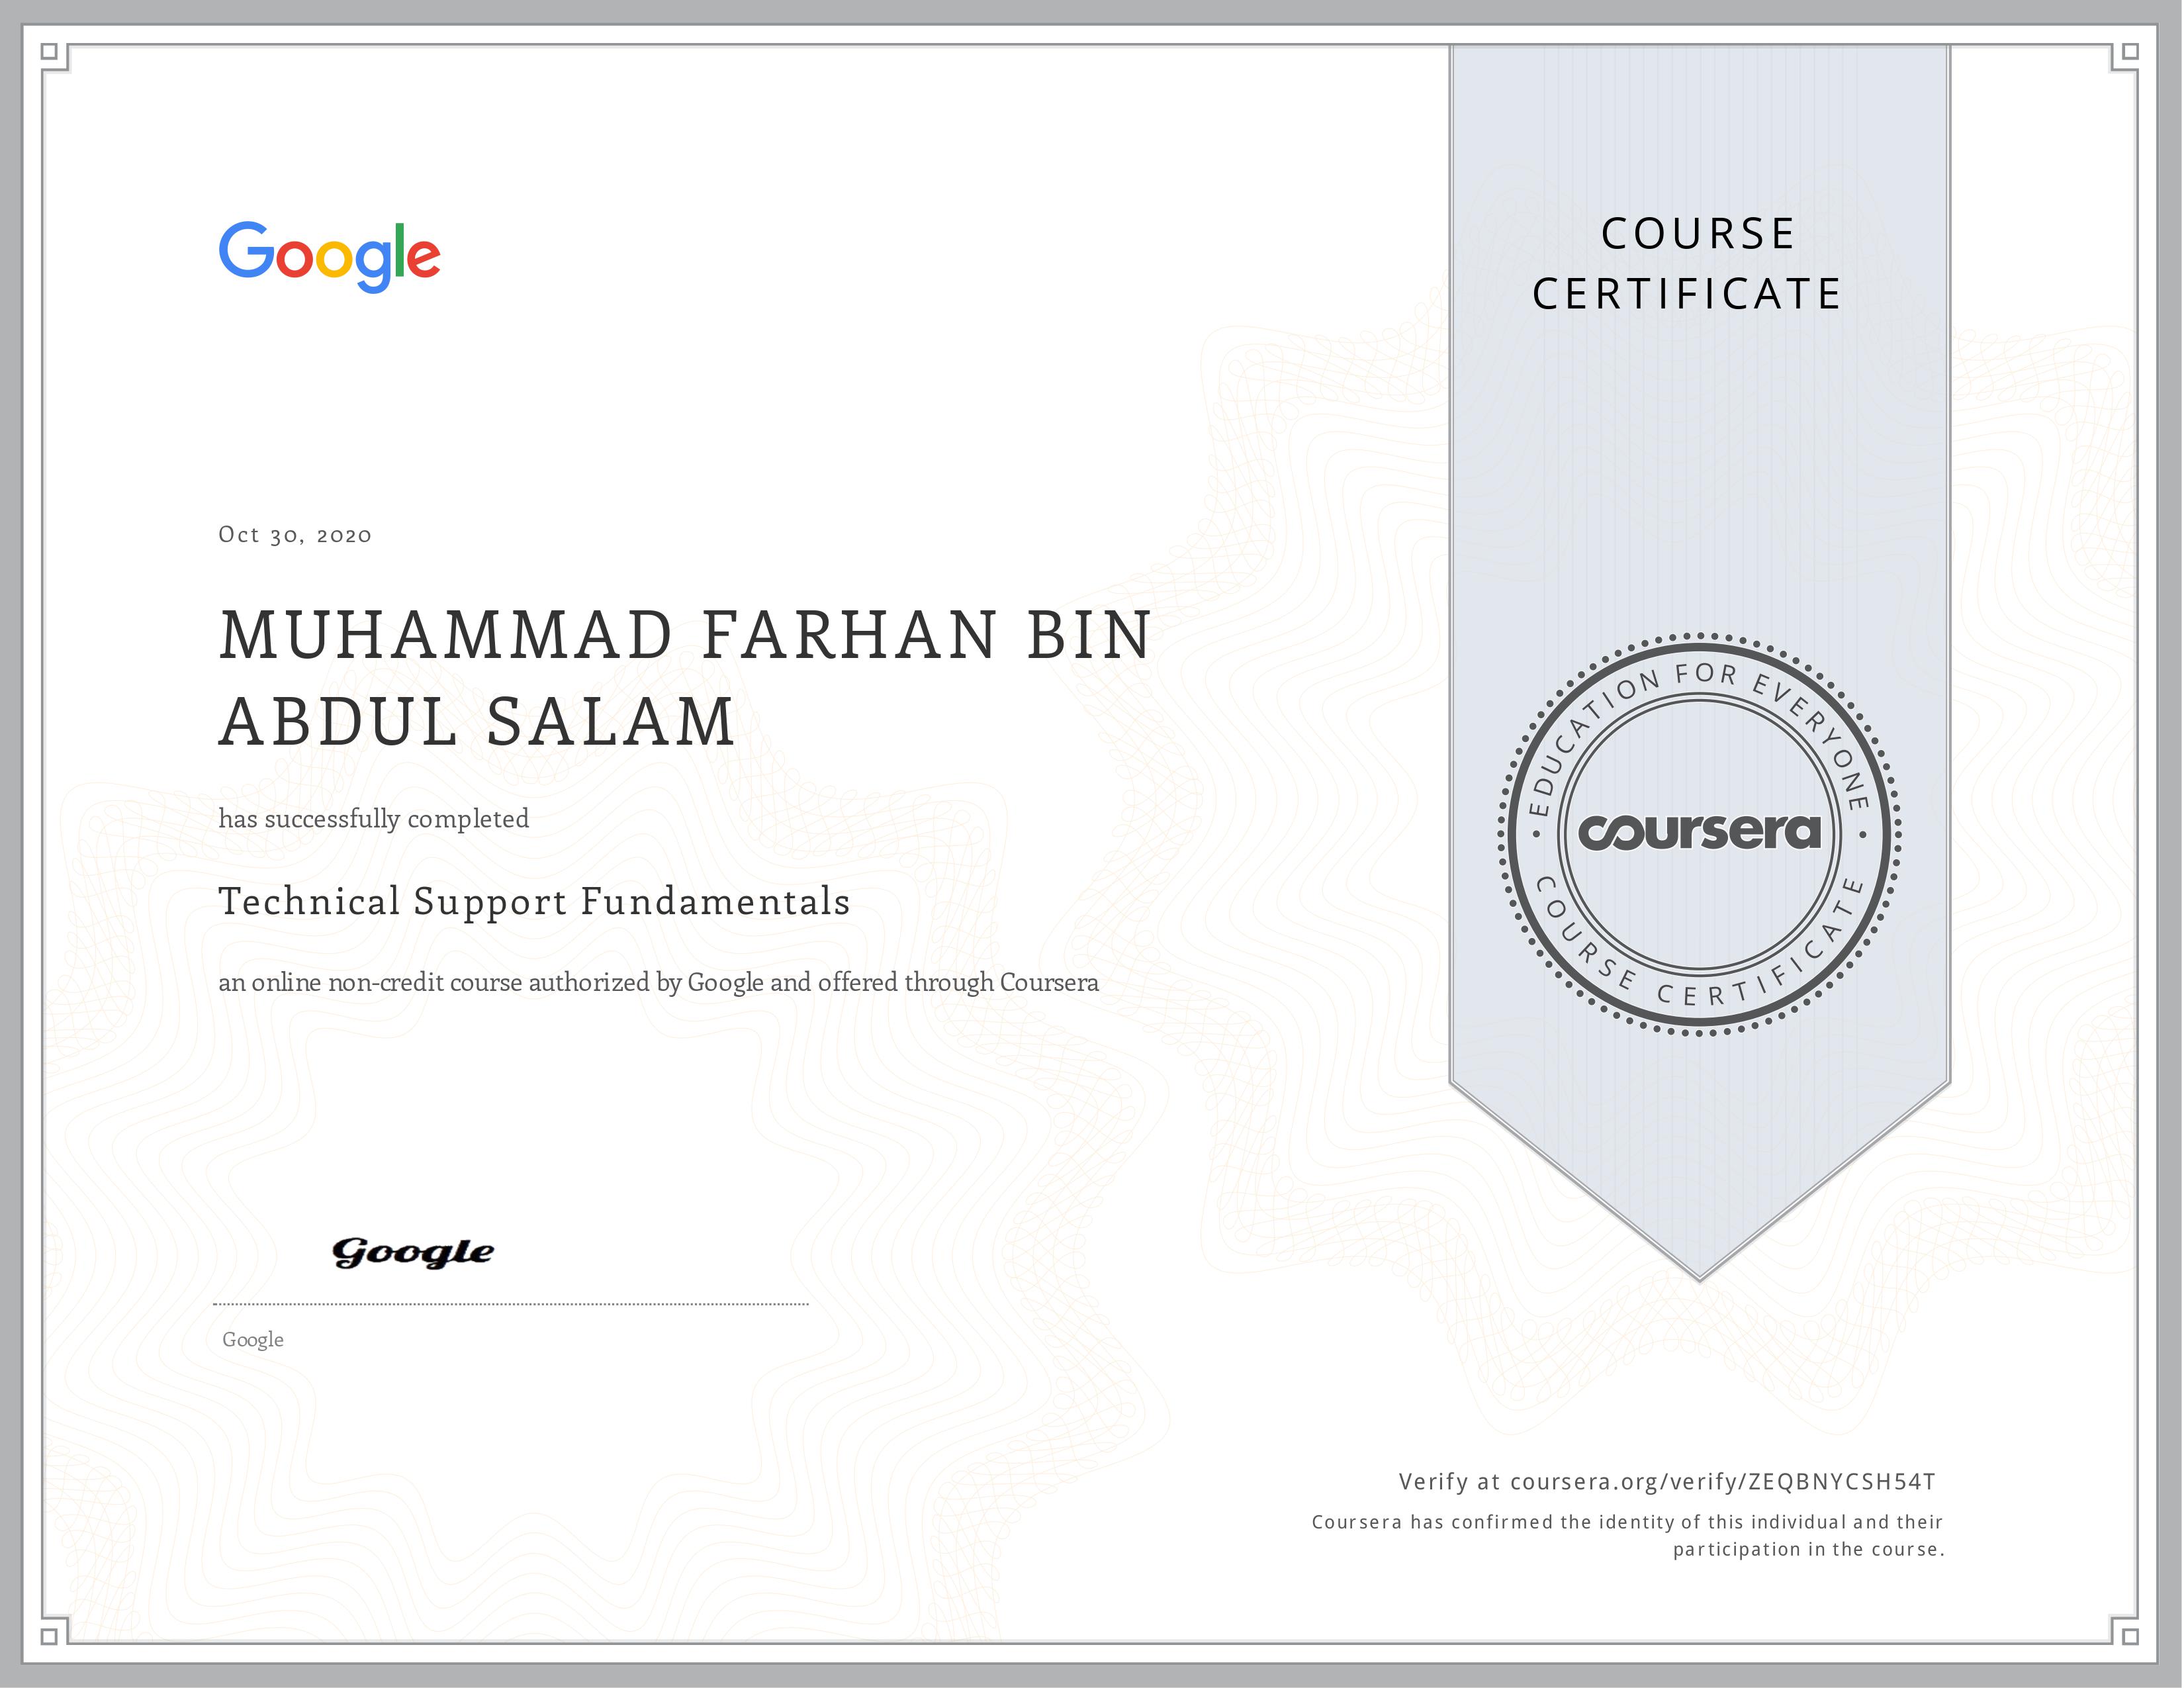 Google
COURSE
CERTIFICATE
Oct 30, 2020
MUHAMMAD FARHAN BIN
ABDUL SALAM
has successfully completed
Technical Support Fundamentals
an online non-credit course authorized by Google and offered through Coursera
EDUCATION FOR EVERYONE
coursera
COURSE CERTIFICATE
Google
Google
Verify at coursera.org/verify/ZEQBNYCSH54T
Coursera has confirmed the identity of this individual and their
participation in the course.